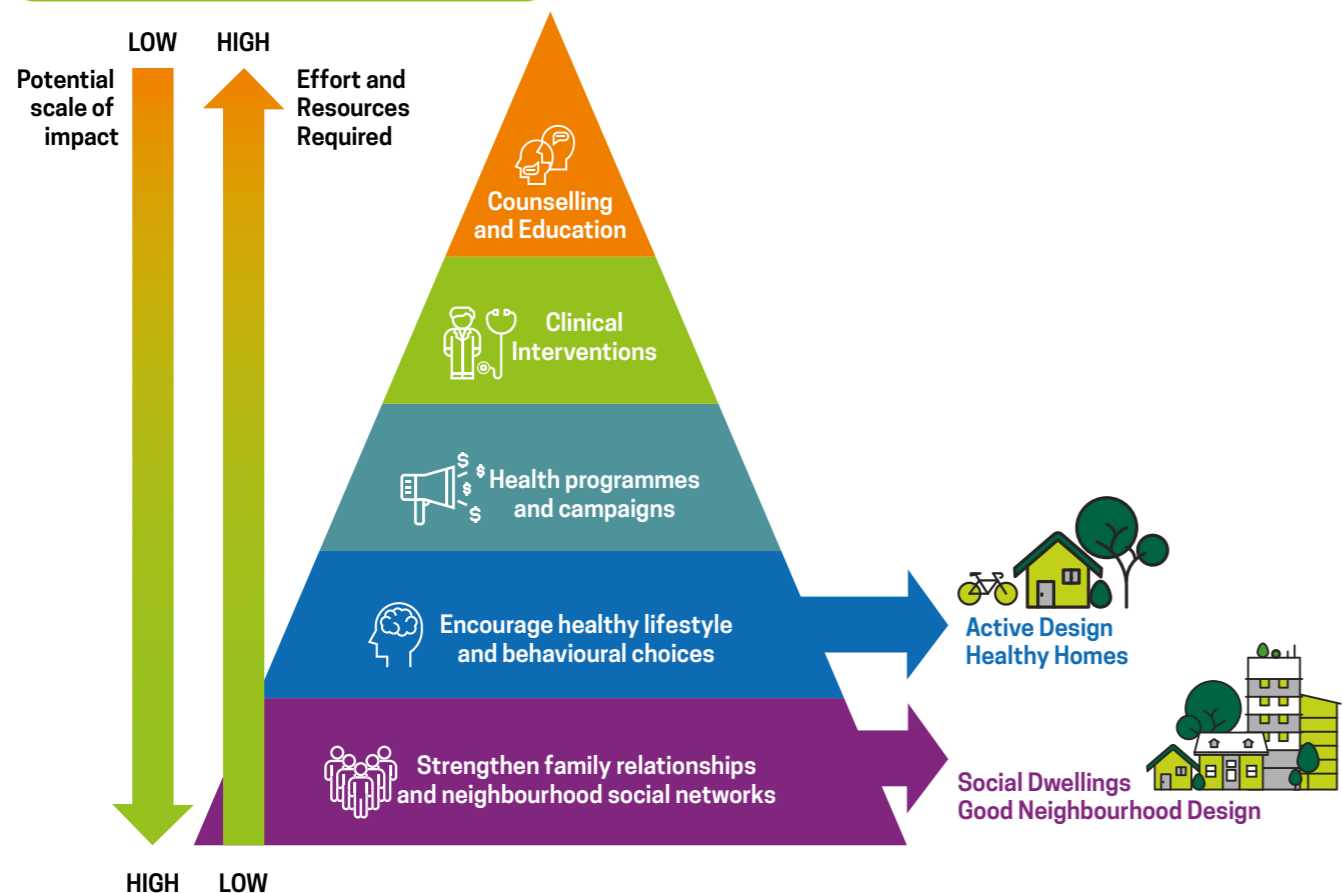 LOW
HIGH
Potential
scale of
impact
Effort and
Resources
Required
Counselling
and Education
Clinical
Interventions
Health programmes
and campaigns
Encourage healthy lifestyle
and behavioural choices
Active Design
Healthy Homes
Strengthen family relationships
and neighbourhood social networks
Social Dwellings
Good Neighbourhood Design
HIGH
LOW